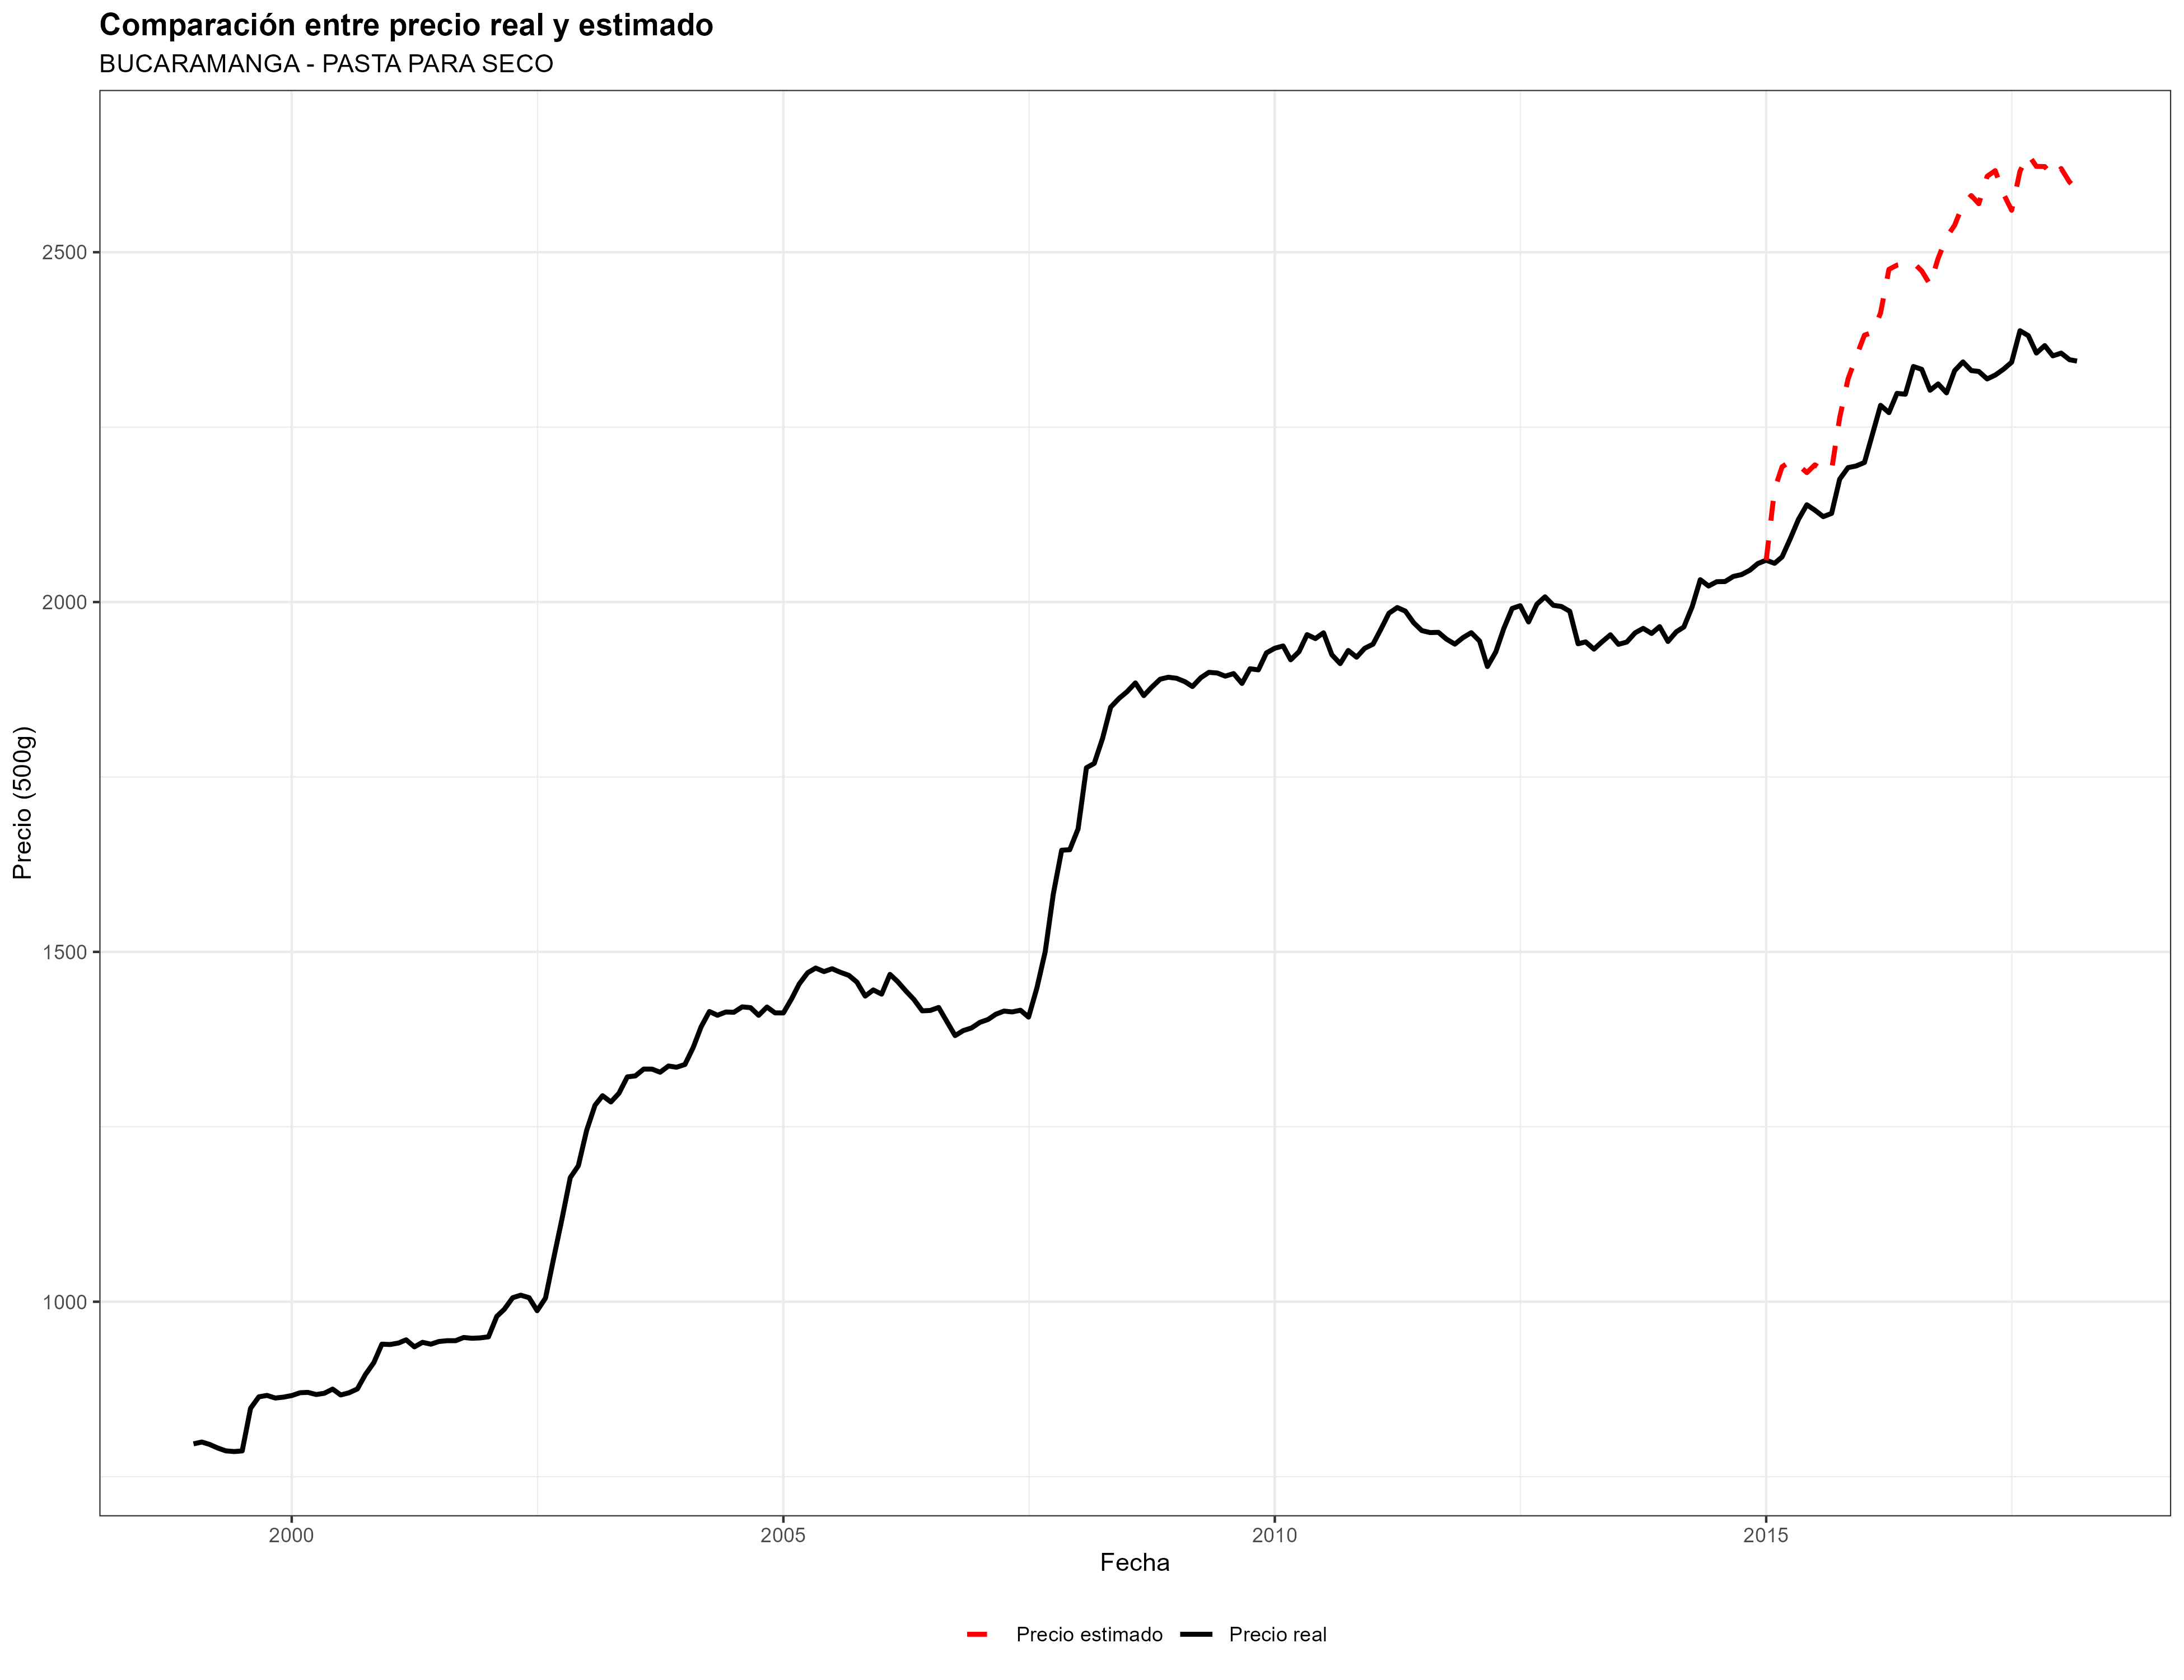 Comparación entre precio real y estimado
BUCARAMANGA - PASTA PARA SECO
Precio (500g)
2500
2000
1500
1000
2000 2005 2010 2015
Fecha
Precio estimado Precio real